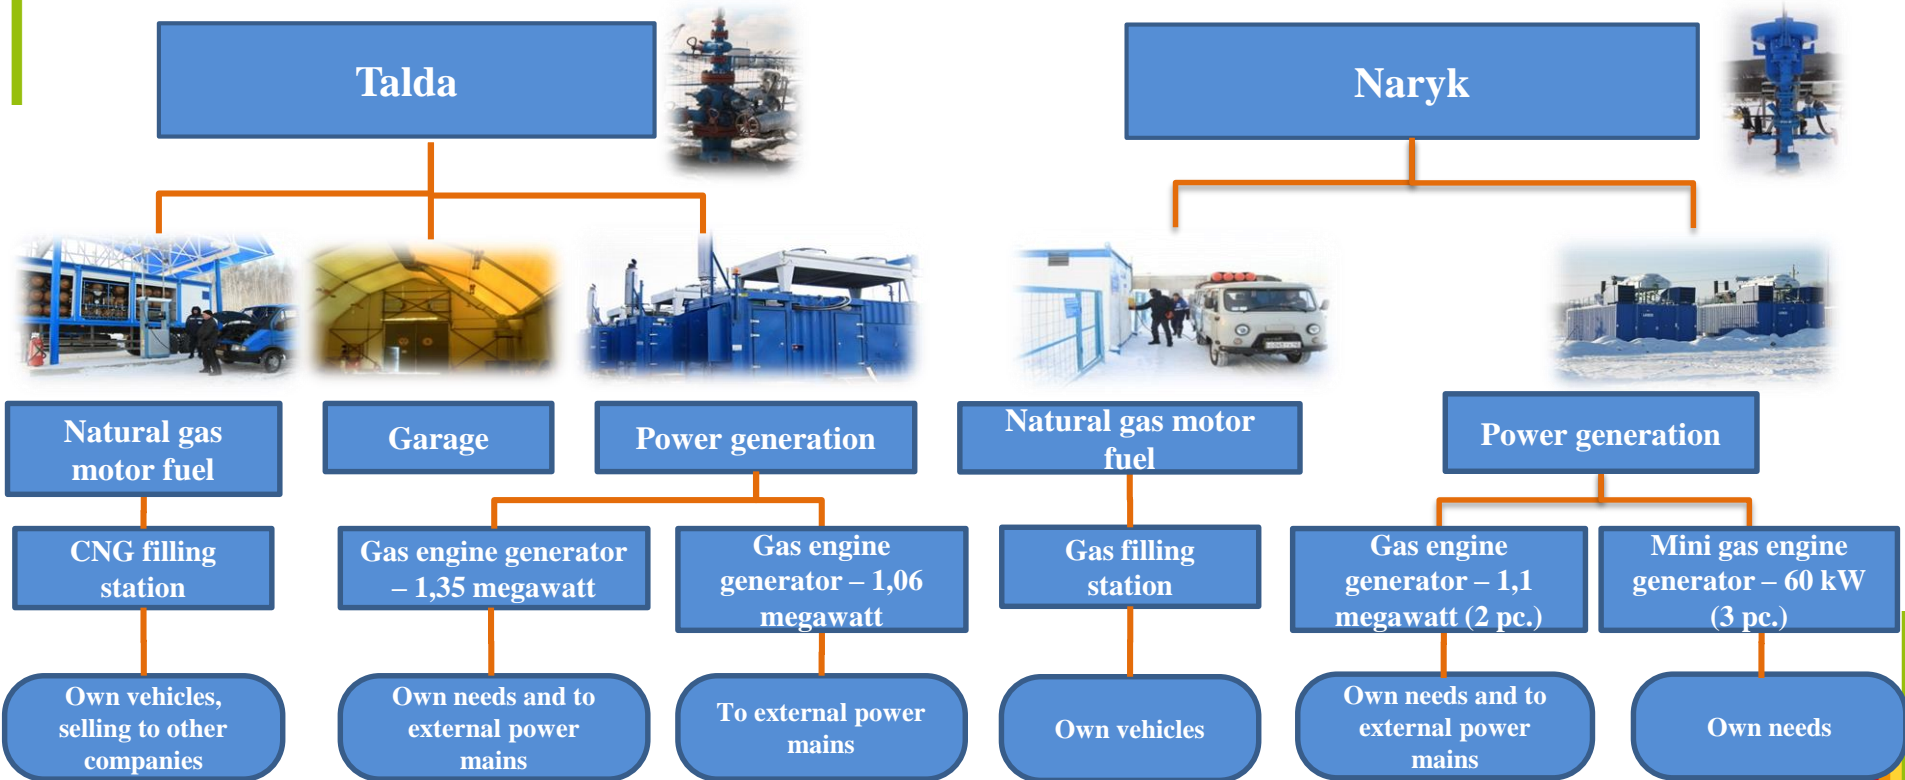 Talda
Naryk
Natural gas
motor fuel
Garage
Power generation
Natural gas motor
fuel
Power generation
CNG filling
station
Gas engine generator
– 1,35 megawatt
Gas engine
generator – 1,06
megawatt
Gas filling
station
Gas engine
generator – 1,1
megawatt (2 pc.)
Mini gas engine
generator – 60 kW
(3 pc.)
Own vehicles,
selling to other
companies
Own needs and to
external power
mains
To external power
mains
Own vehicles
Own needs and to
external power
mains
Own needs